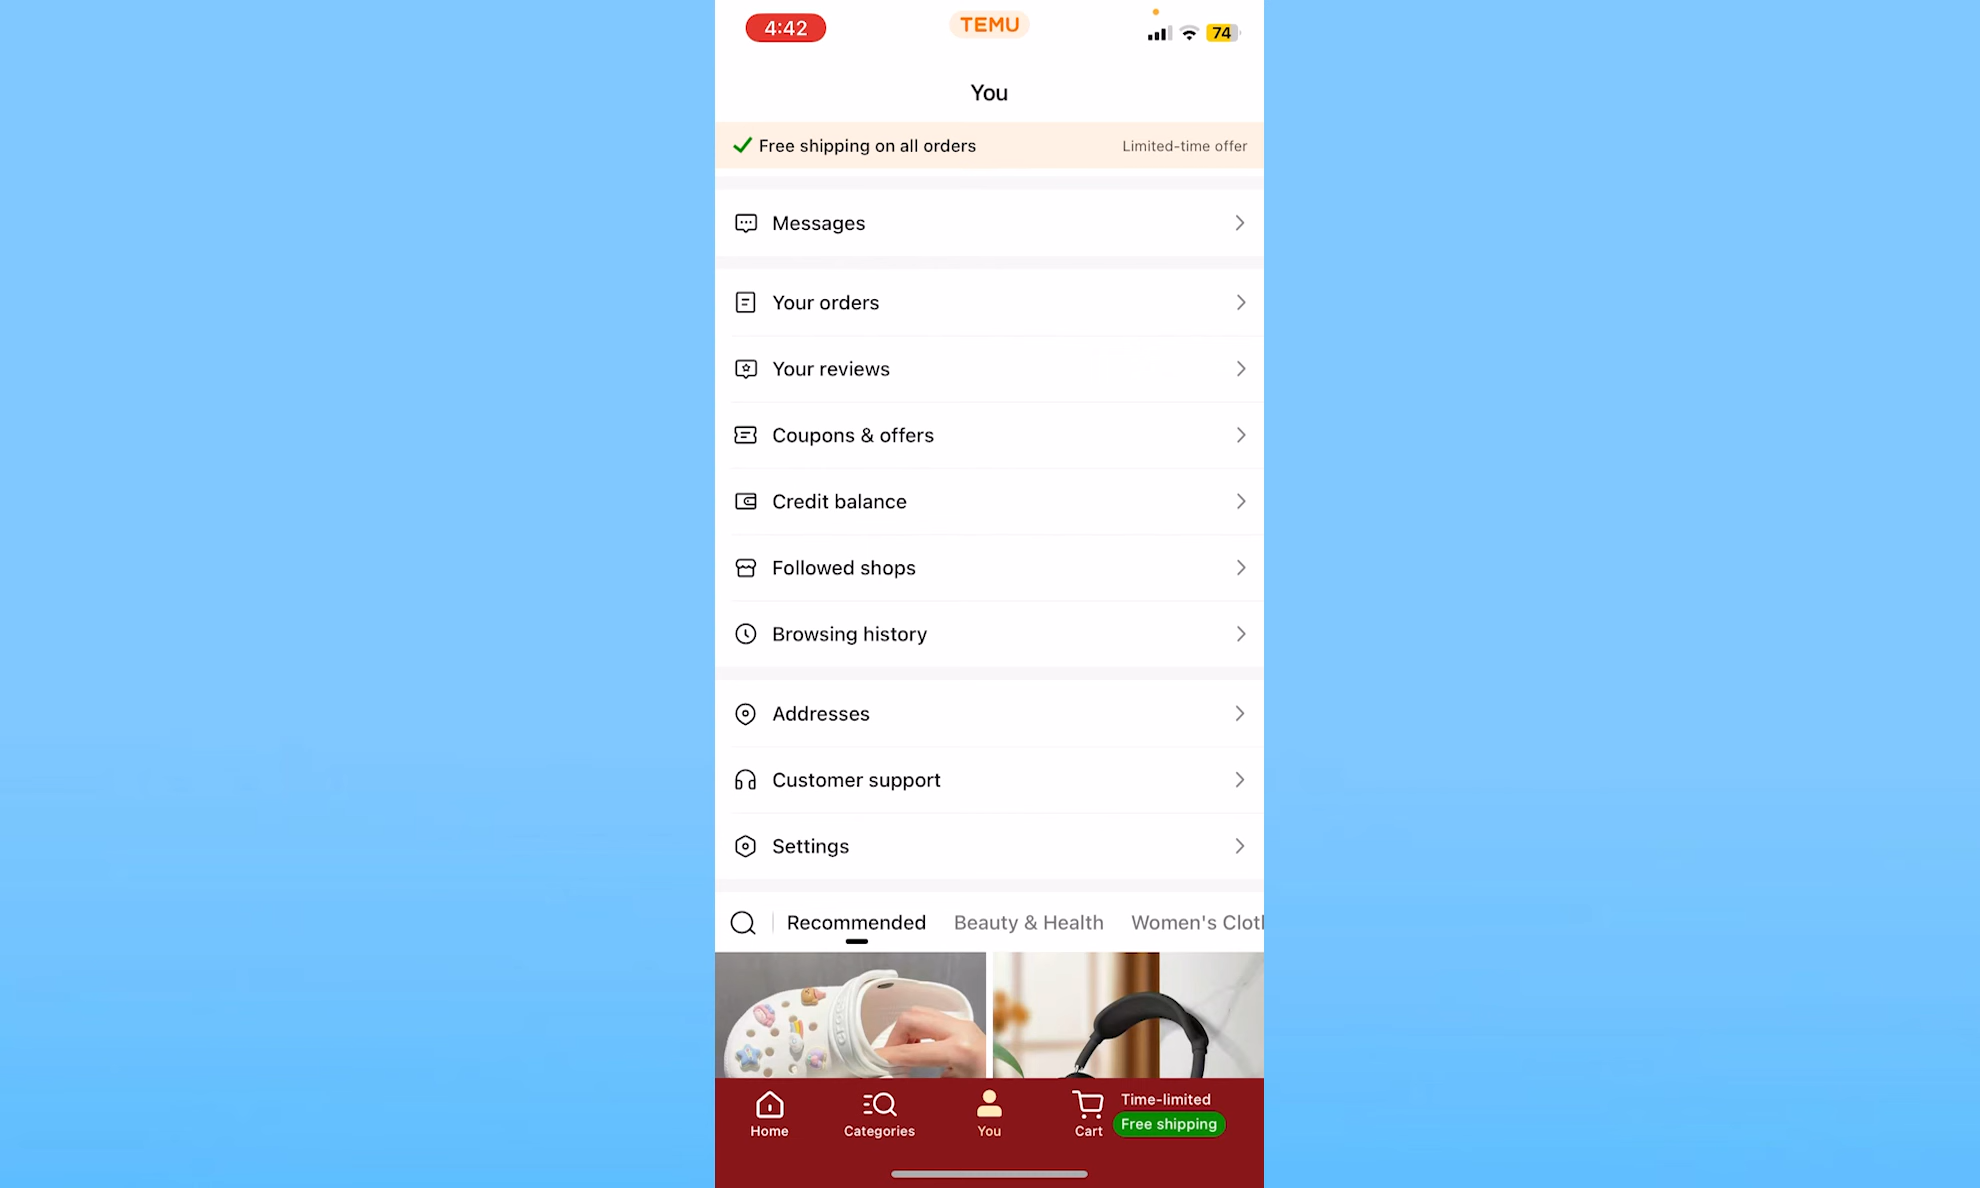 4:42
TEMU
74
You
Free shipping on all orders
Limited-time offer
Messages
Your orders
Your reviews
Coupons & offers
Credit balance
Followed shops
Browsing history
Addresses
Customer support
Settings
Recommended
Beauty & Health
Women's Clot
Home
Categories
You
Cart
Time-limited
Free shipping